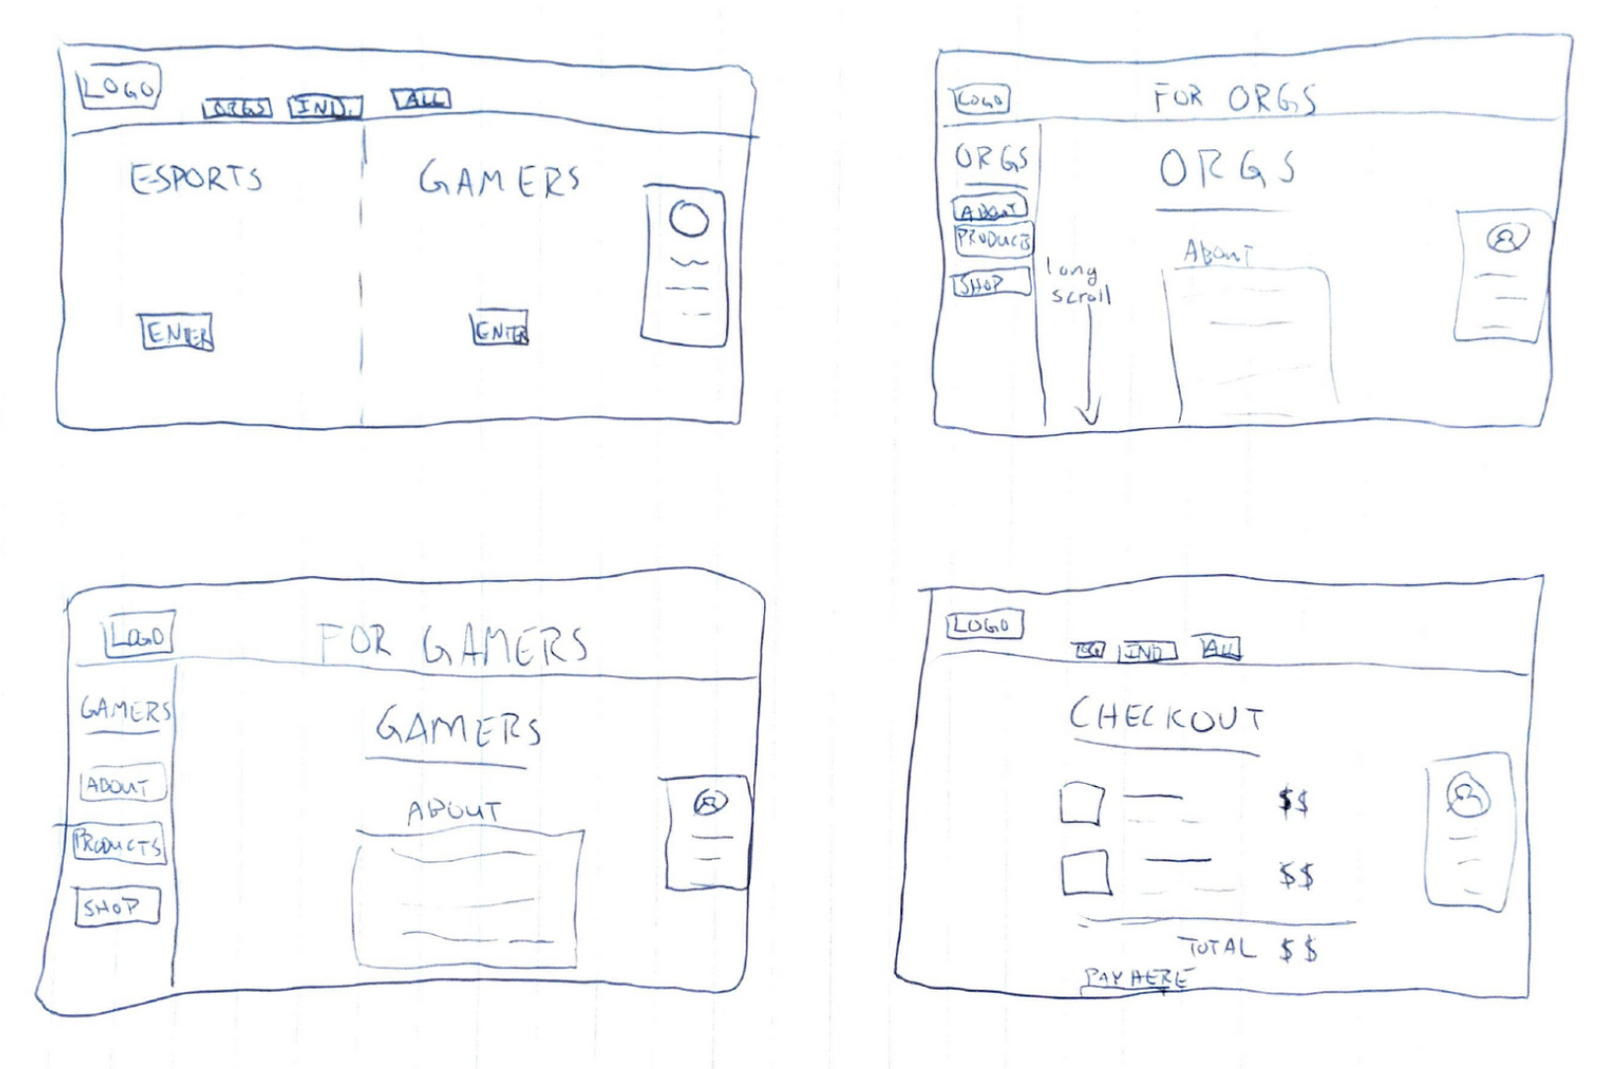 LOGO
ORGS IND. ALL
ESPORTS GAMERS
ENTER ENTER
LOGO FOR ORGS
ORGS
ABOUT
PRODUCTS
SHOP
ORGS
ABOUT
long
scroll
LOGO FOR GAMERS
GAMERS
ABOUT
PRODUCTS
SHOP
GAMERS
ABOUT
LOGO
IND ALL
CHECKOUT
$$
$$
TOTAL $$
PAY HERE